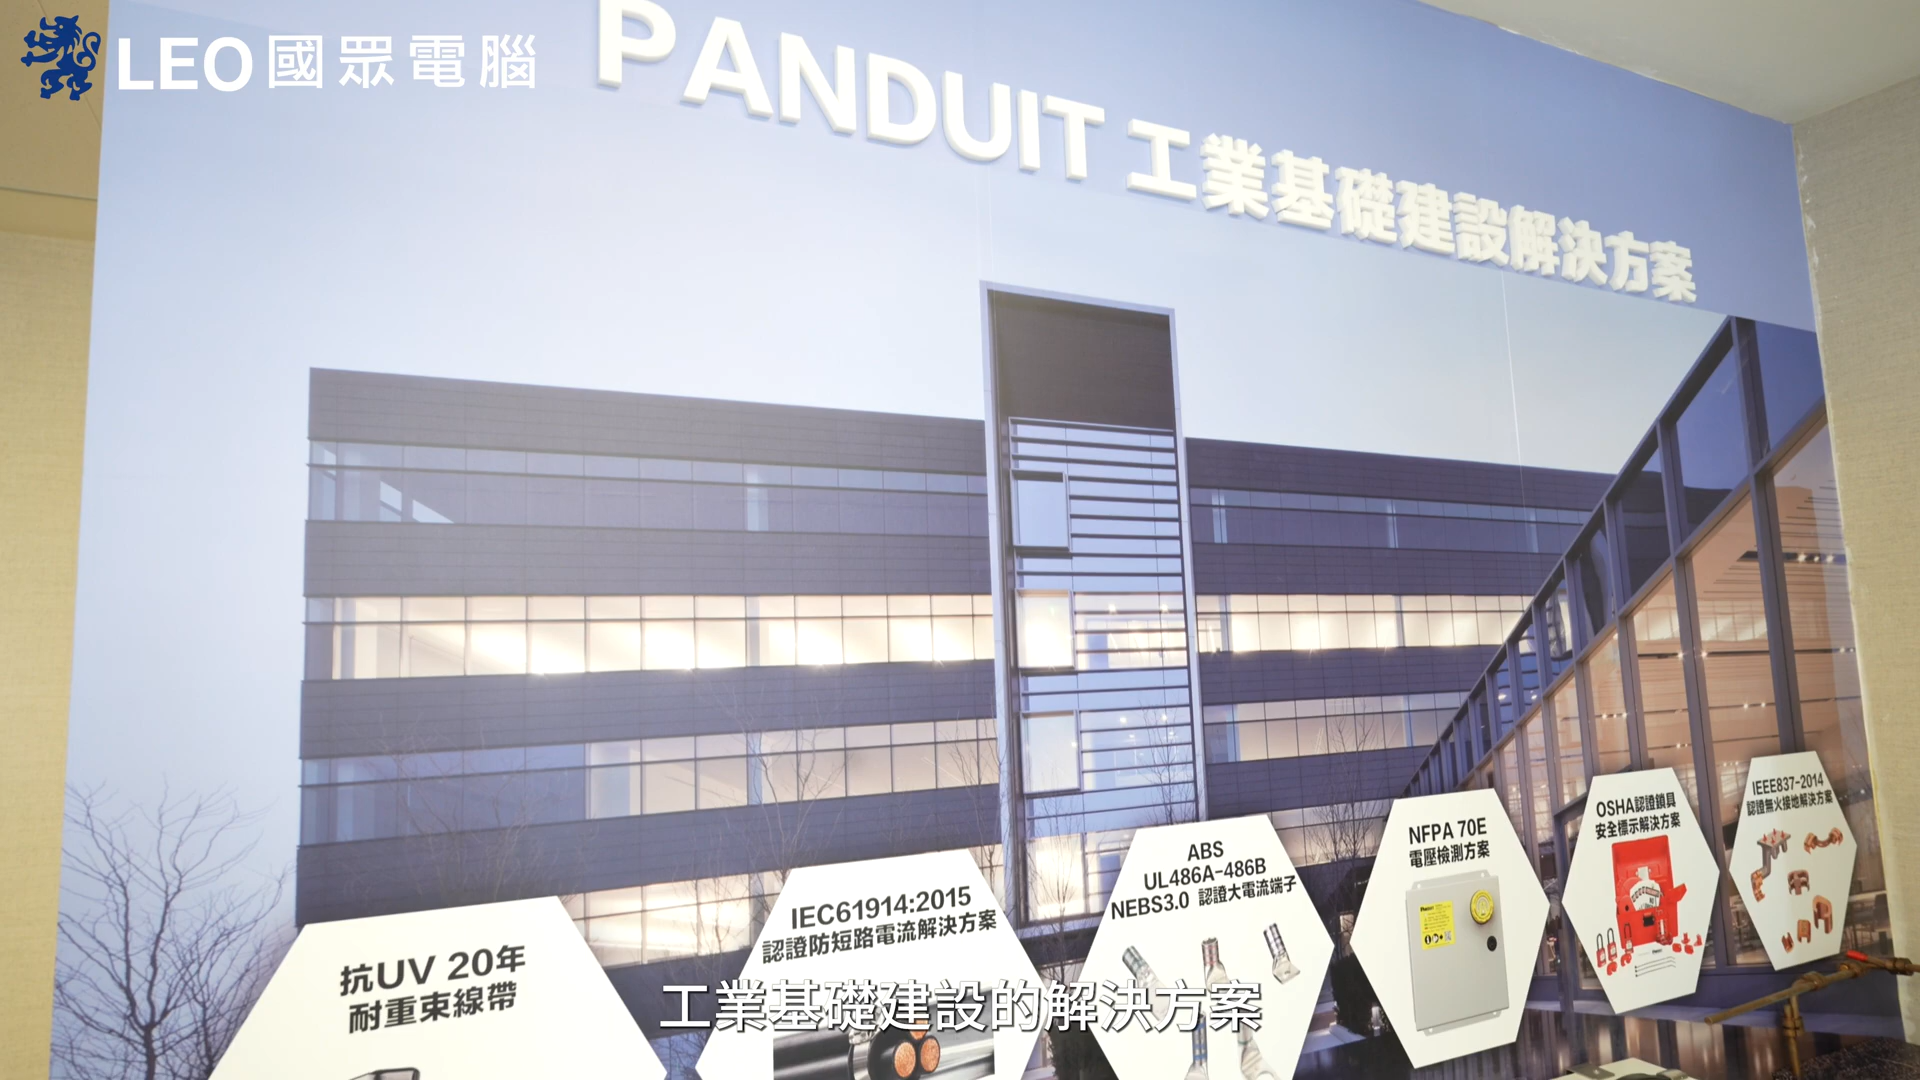 LEO國眾電腦
PANDUIT 工業基礎建設解決方案
抗UV 20年
耐重束線帶
IEC61914:2015
認證防短路電流解決方案
ABS
UL486A-486B
NEBS3.0 認證大電流端子
NFPA 70E
電壓檢測方案
OSHA認證鎖具
安全標示解決方案
IEEE837-2014
認證無火接地解決方案
工業基礎建設的解決方案